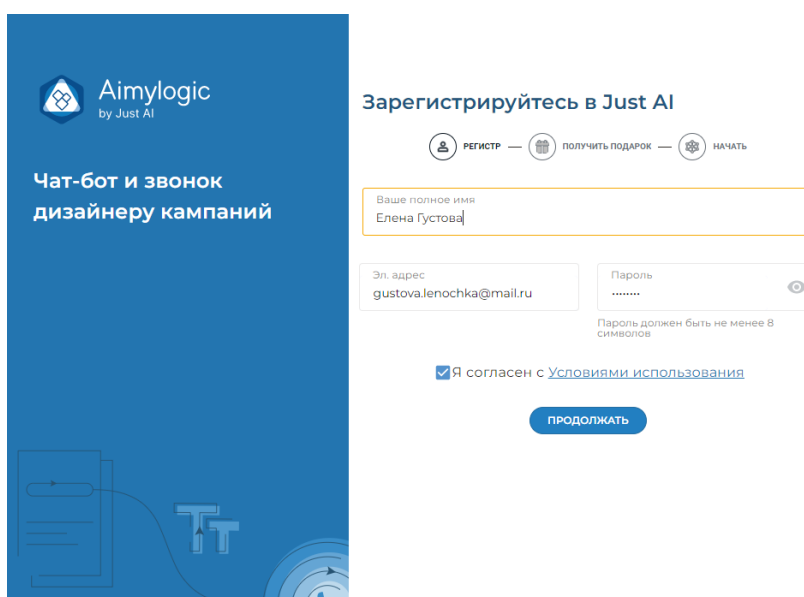 Aimylogic
by Just AI
Чат-бот и звонок
дизайнеру кампаний
Зарегистрируйтесь в Just AI
РЕГИСТР — ПОЛУЧИТЬ ПОДАРОК — НАЧАТЬ
Ваше полное имя
Елена Густова
Эл. адрес
gustova.lenochka@mail.ru
Пароль
········
Пароль должен быть не менее 8
символов
Я согласен с Условиями использования
ПРОДОЛЖАТЬ
Тт